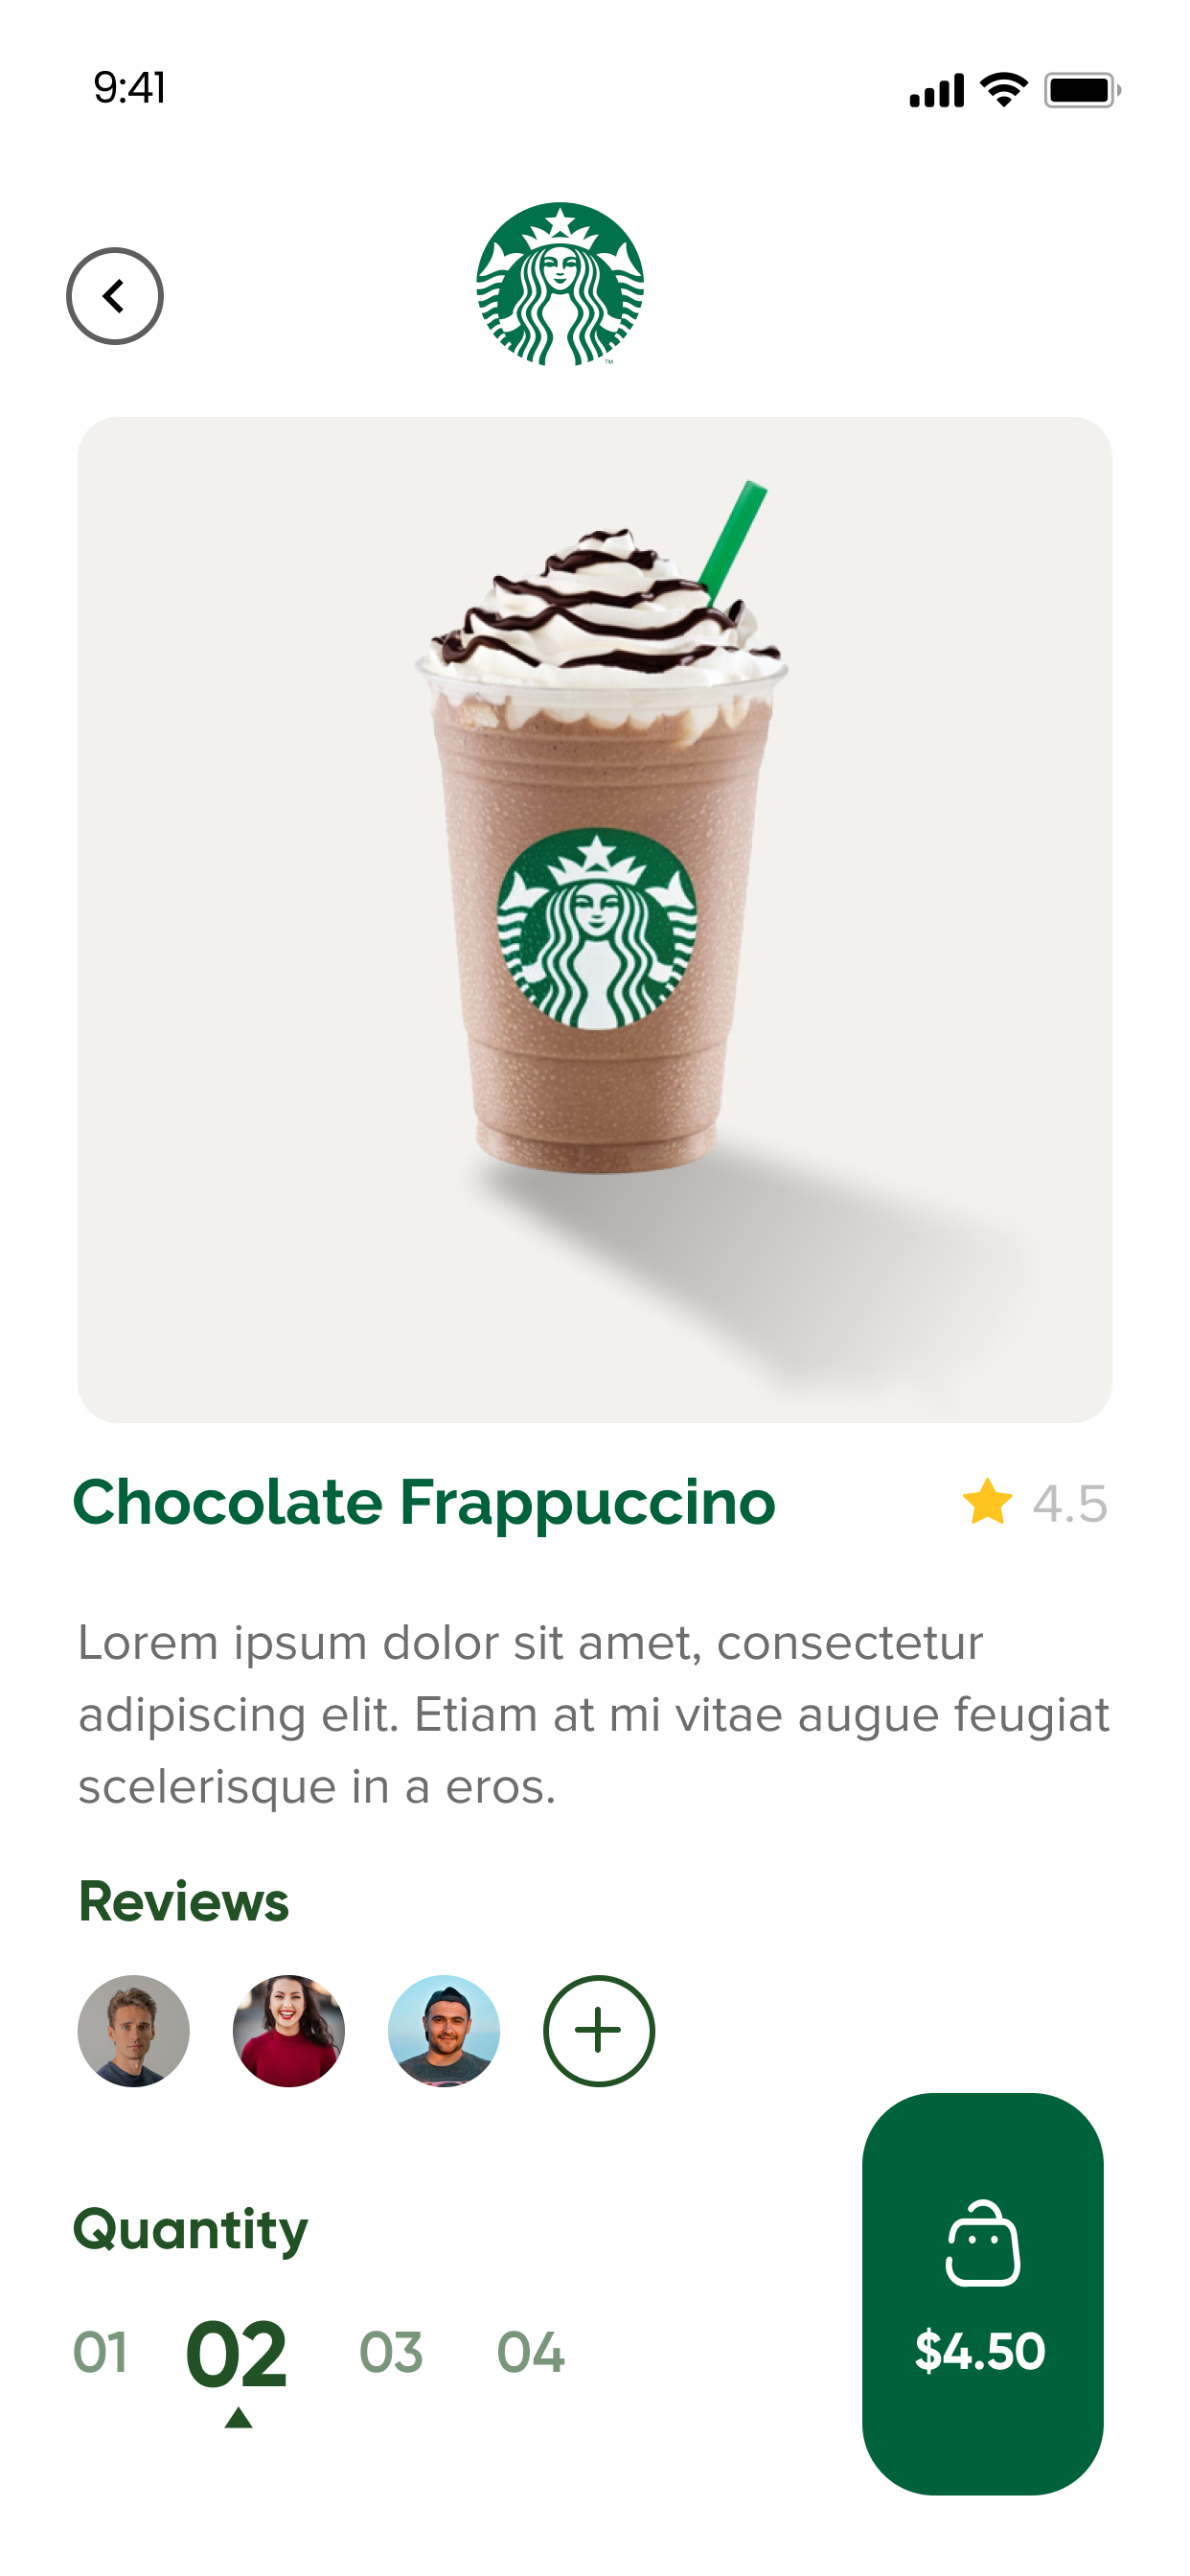 9:41
TM
Chocolate Frappuccino
4.5
Lorem ipsum dolor sit amet, consectetur
adipiscing elit. Etiam at mi vitae augue feugiat
scelerisque in a eros.
Reviews
Quantity
01 02 03 04
$4.50